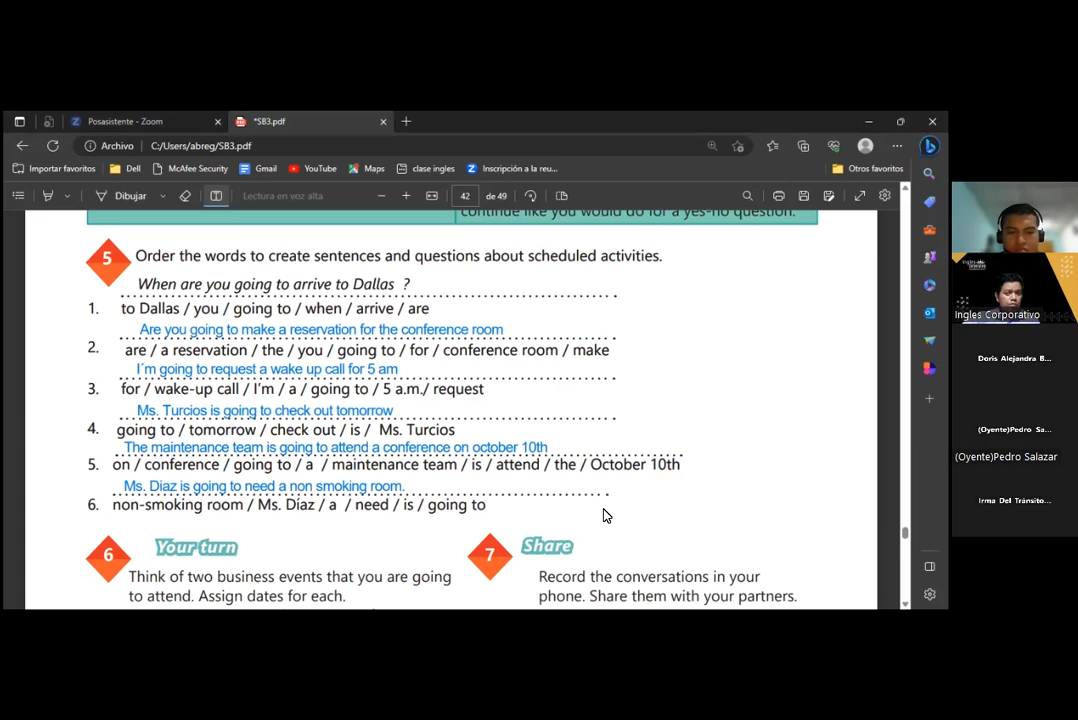 Posasistente - Zoom
*SB3.pdf
Archivo
C:/Users/abreg/SB3.pdf
Importar favoritos
Dell
McAfee Security
Gmail
YouTube
Maps
clase ingles
Inscripción a la reu...
Otros favoritos
Dibujar
Lectura en voz alta
42
de 49
continue like you would do for a yes-no question.
5
Order the words to create sentences and questions about scheduled activities.
When are you going to arrive to Dallas ?
1. to Dallas / you / going to / when / arrive / are
Are you going to make a reservation for the conference room
2. are / a reservation / the / you / going to / for / conference room / make
I´m going to request a wake up call for 5 am
3. for / wake-up call / I'm / a / going to / 5 a.m./ request
Ms. Turcios is going to check out tomorrow
4. going to / tomorrow / check out / is / Ms. Turcios
The maintenance team is going to attend a conference on october 10th
5. on / conference / going to / a / maintenance team / is / attend / the / October 10th
Ms. Diaz is going to need a non smoking room.
6. non-smoking room / Ms. Díaz / a / need / is / going to
6
Your turn
Think of two business events that you are going
to attend. Assign dates for each.
7
Share
Record the conversations in your
phone. Share them with your partners.
Ingles Corporativo
Doris Alejandra B...
(Oyente)Pedro Sa...
(Oyente)Pedro Salazar
Irma Del Tránsito...